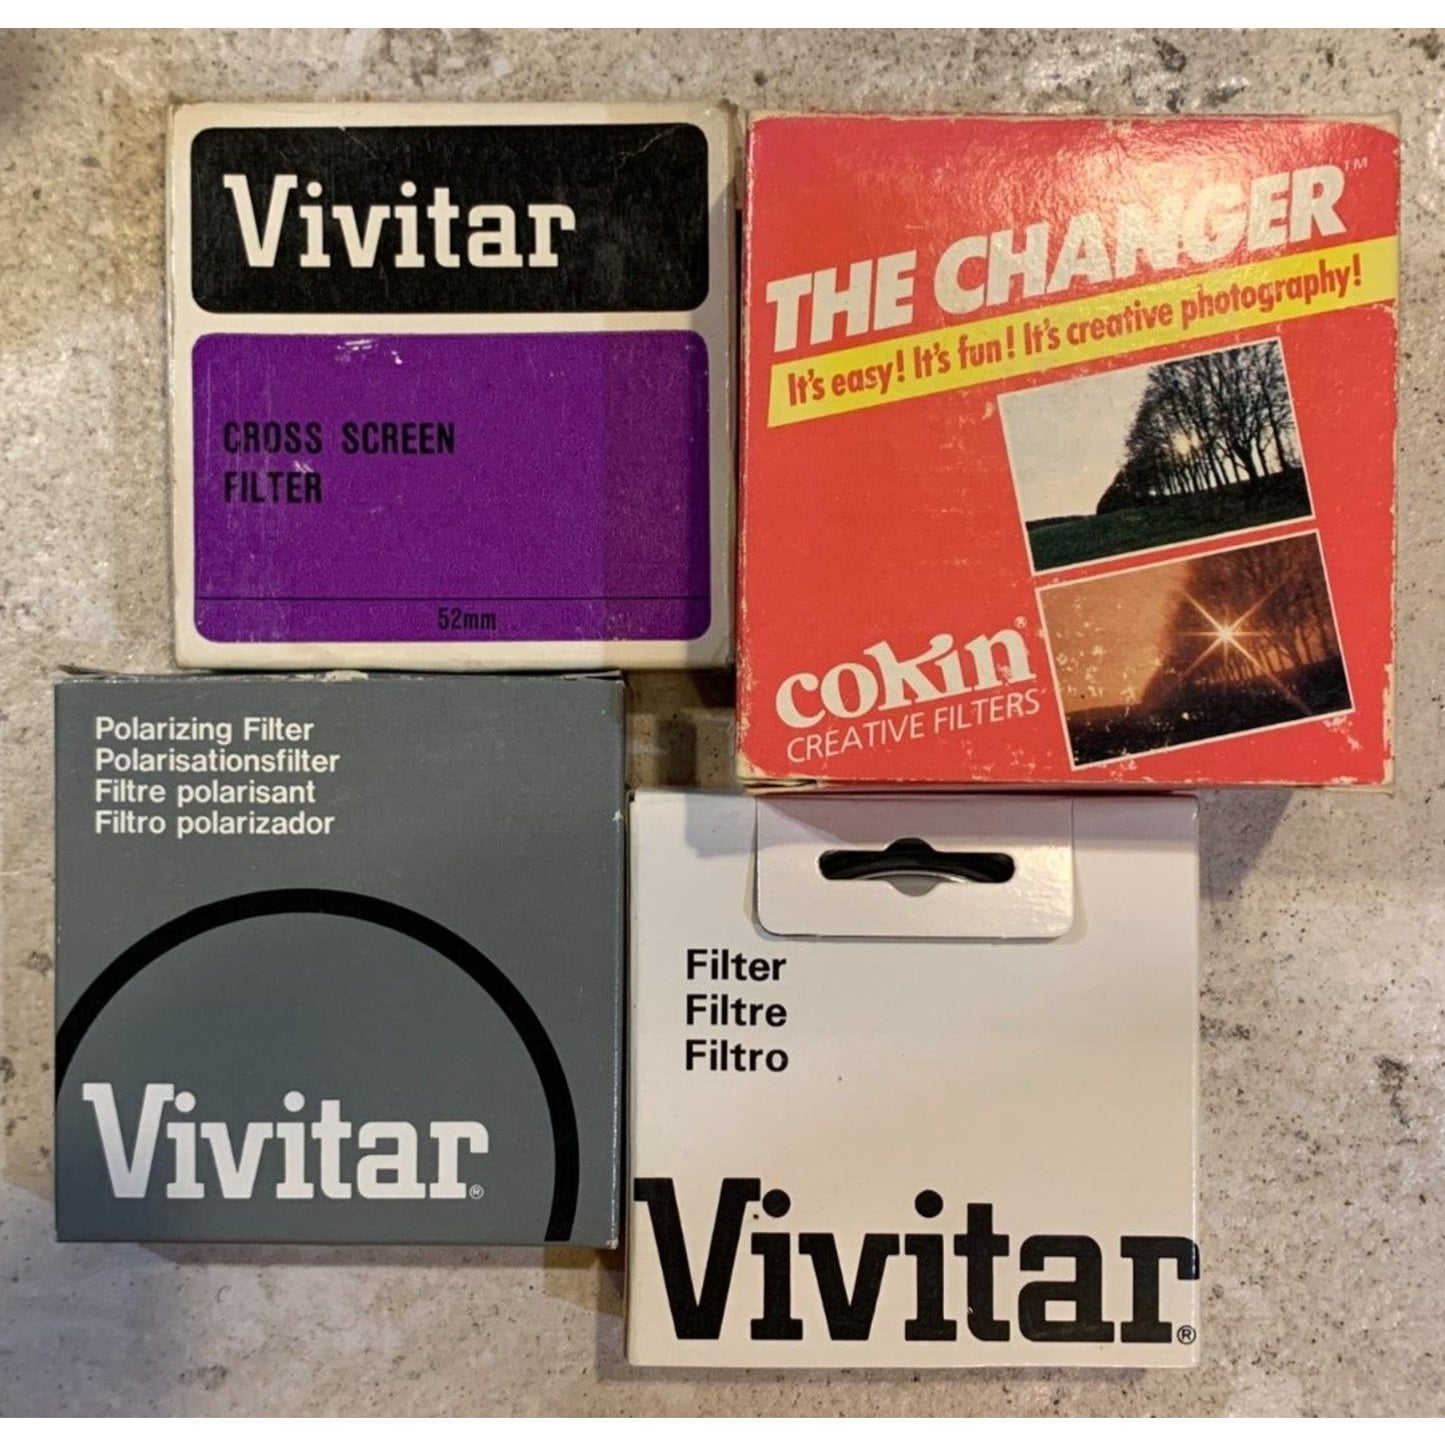 Vivitar
CROSS SCREEN
FILTER
52mm
THE CHANGER™
It's easy! It's fun! It's creative photography!
cokin®
CREATIVE FILTERS
Polarizing Filter
Polarisationsfilter
Filtre polarisant
Filtro polarizador
Vivitar®
Filter
Filtre
Filtro
Vivitar®